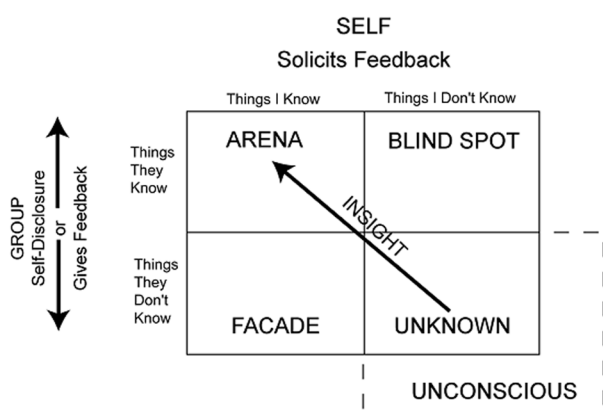 SELF
Solicits Feedback
Things I Know
Things I Don't Know
GROUP
Self-Disclosure
or
Gives Feedback
Things
They
Know
ARENA
BLIND SPOT
INSIGHT
Things
They
Don't
Know
FACADE
UNKNOWN
UNCONSCIOUS